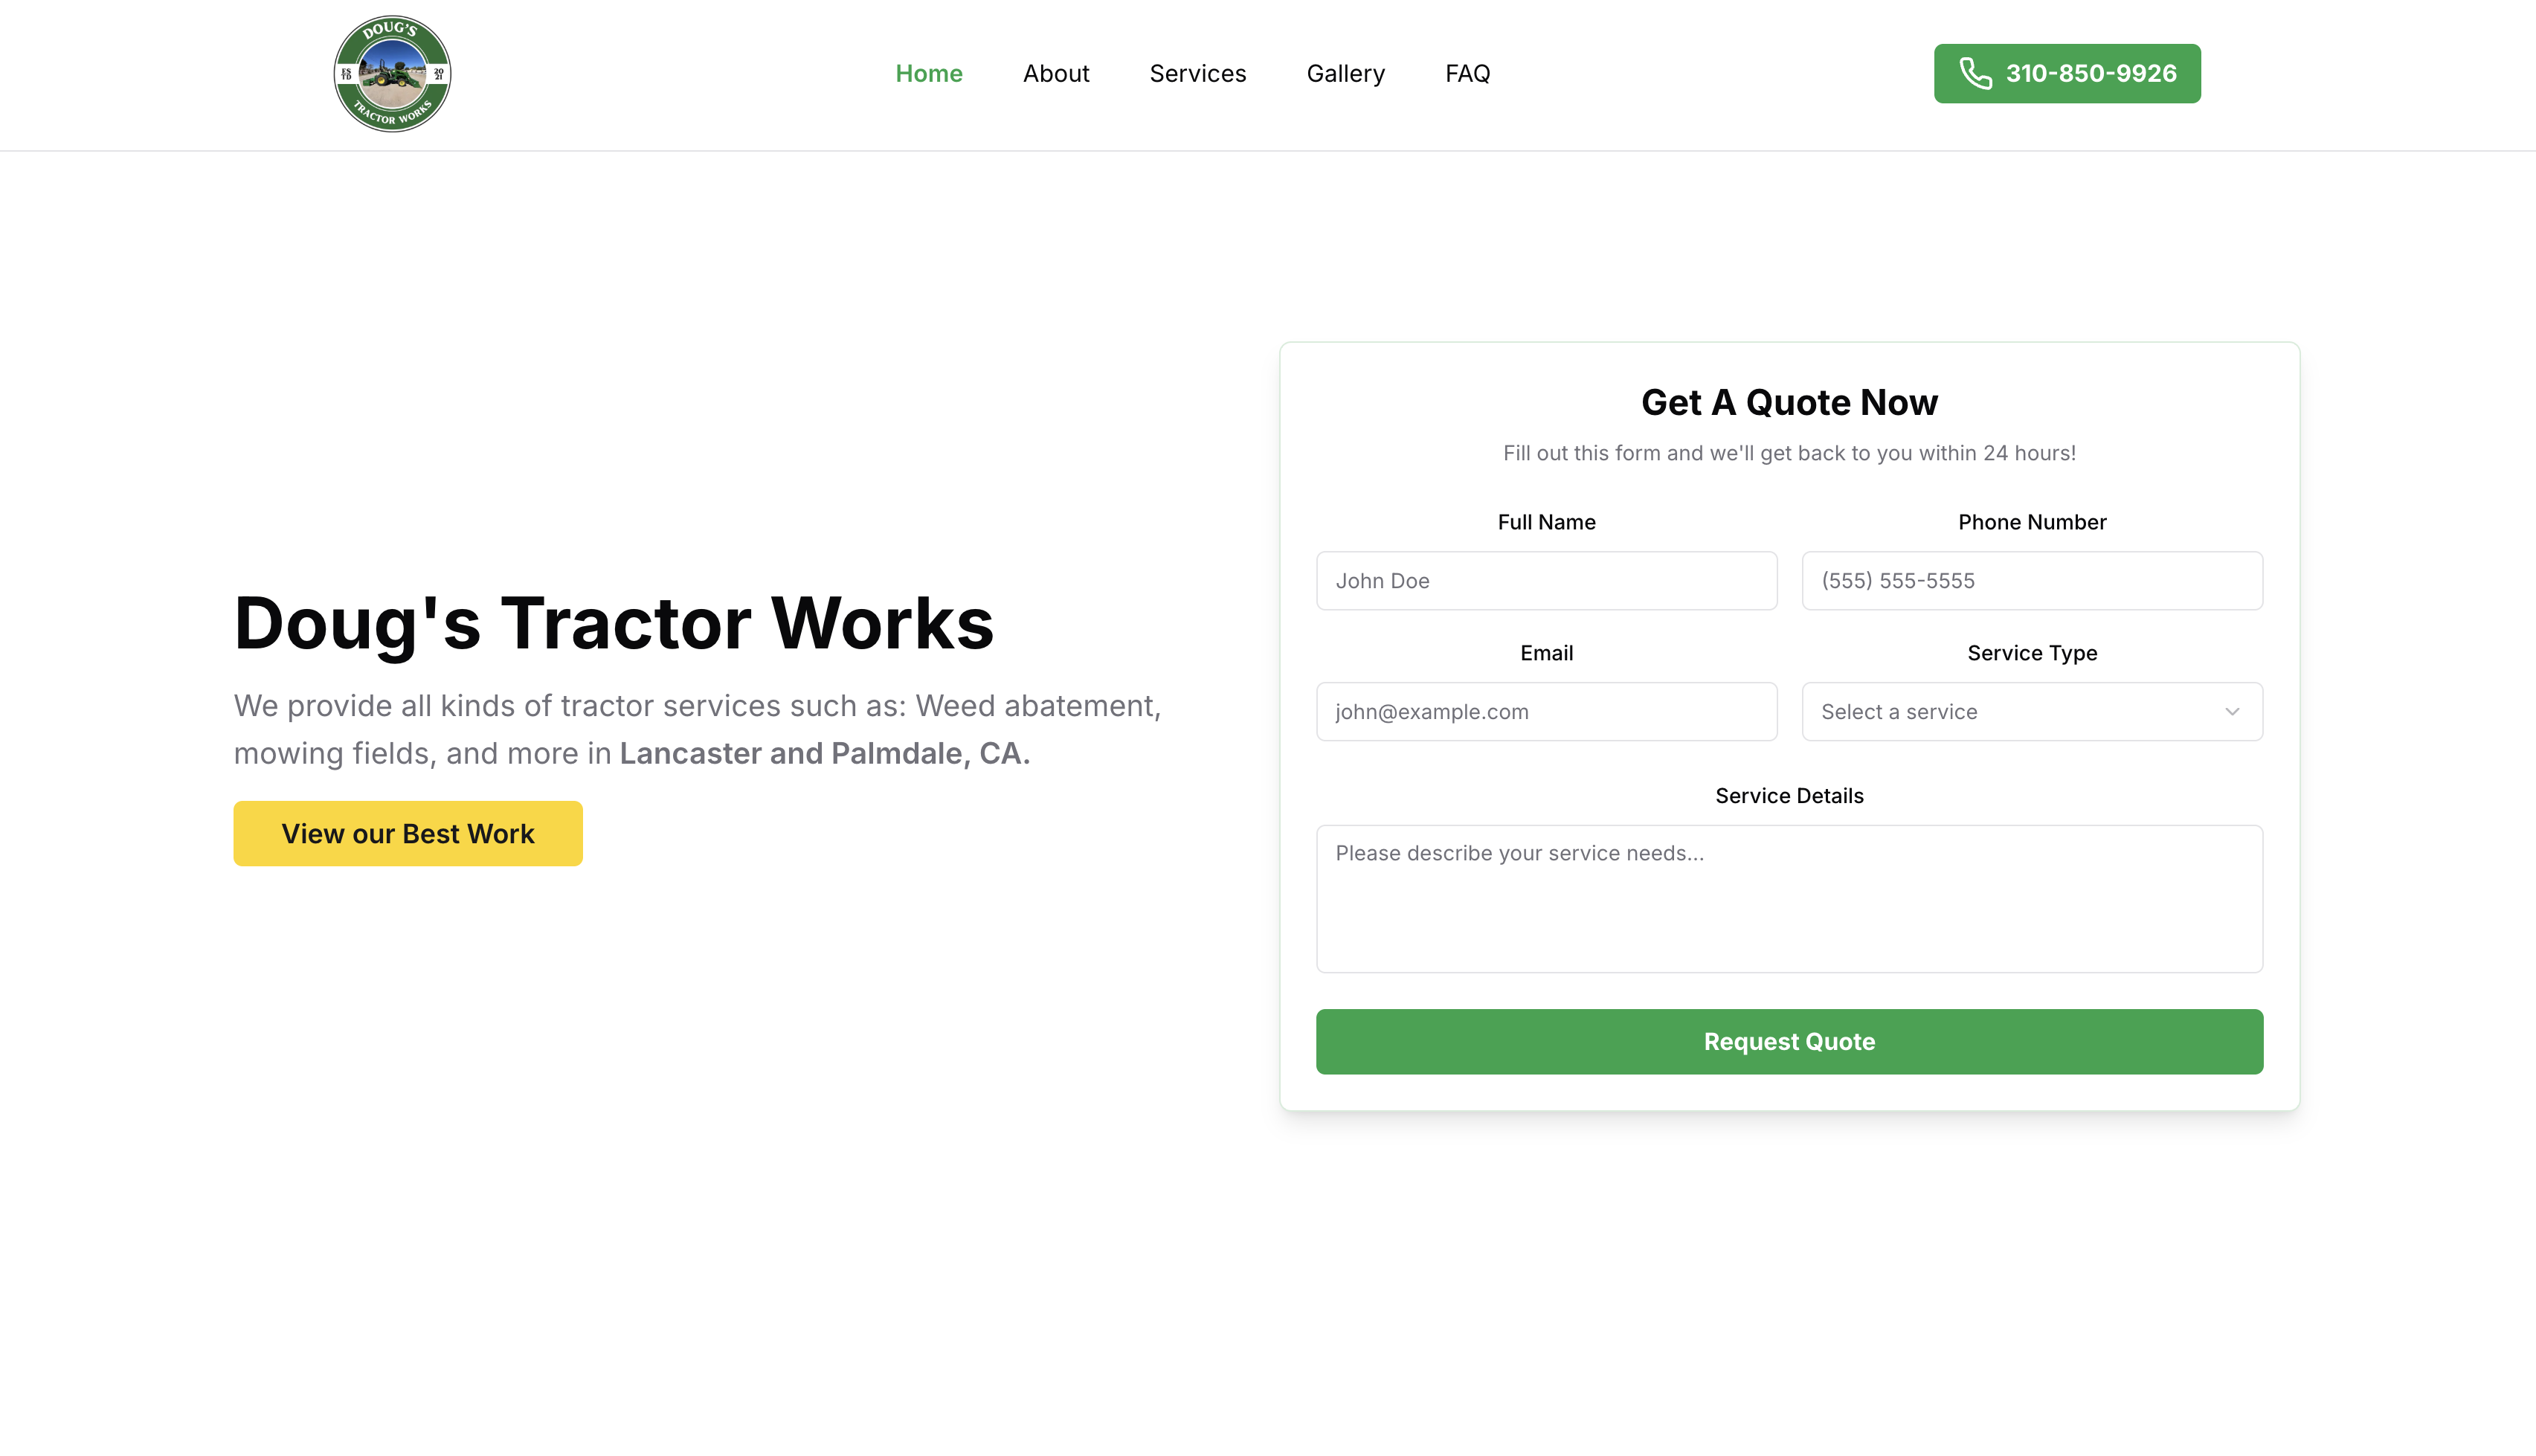 DOUG'S
ES
TD
20
21
TRACTOR WORKS
Home
About
Services
Gallery
FAQ
310-850-9926
Doug's Tractor Works
We provide all kinds of tractor services such as: Weed abatement,
mowing fields, and more in Lancaster and Palmdale, CA.
View our Best Work
Get A Quote Now
Fill out this form and we'll get back to you within 24 hours!
Full Name
Phone Number
John Doe
(555) 555-5555
Email
Service Type
john@example.com
Select a service
Service Details
Please describe your service needs...
Request Quote